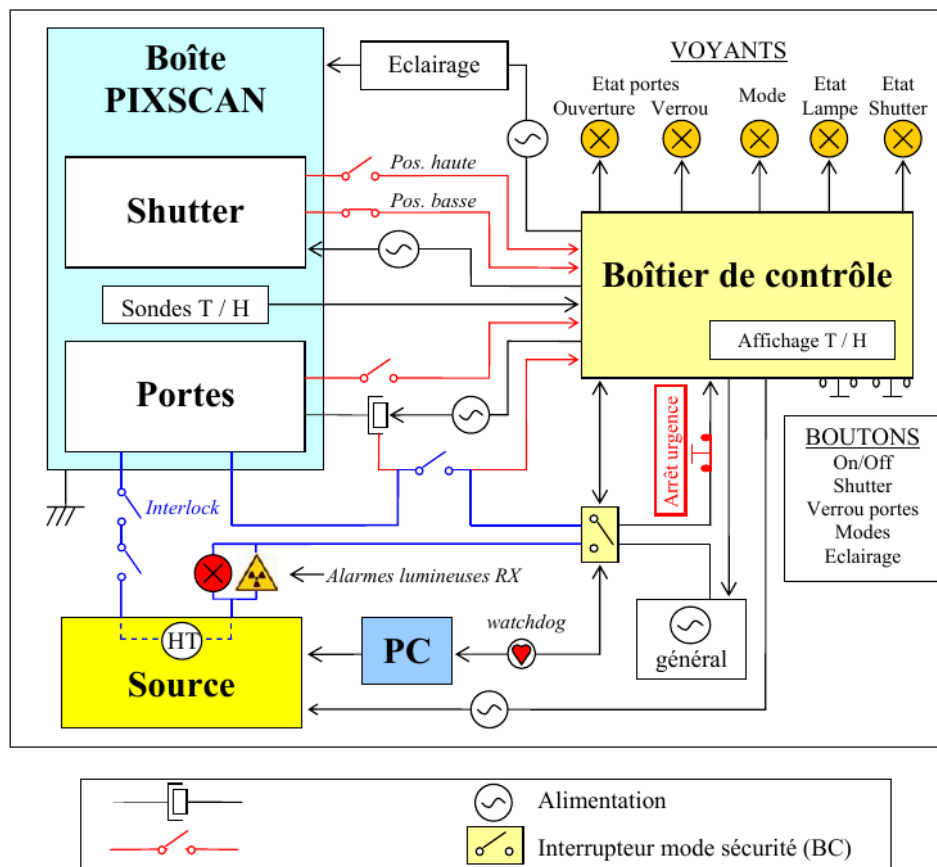 Boîte
PIXSCAN
Eclairage
VOYANTS
Etat portes
Ouverture
Verrou
Mode
Etat
Lampe
Etat
Shutter
Shutter
Pos. haute
Pos. basse
Boîtier de contrôle
Sondes T / H
Affichage T / H
Portes
Arrêt urgence
BOUTONS
On/Off
Shutter
Verrou portes
Modes
Eclairage
Interlock
Alarmes lumineuses RX
watchdog
HT
Source
PC
général
Alimentation
Interrupteur mode sécurité (BC)